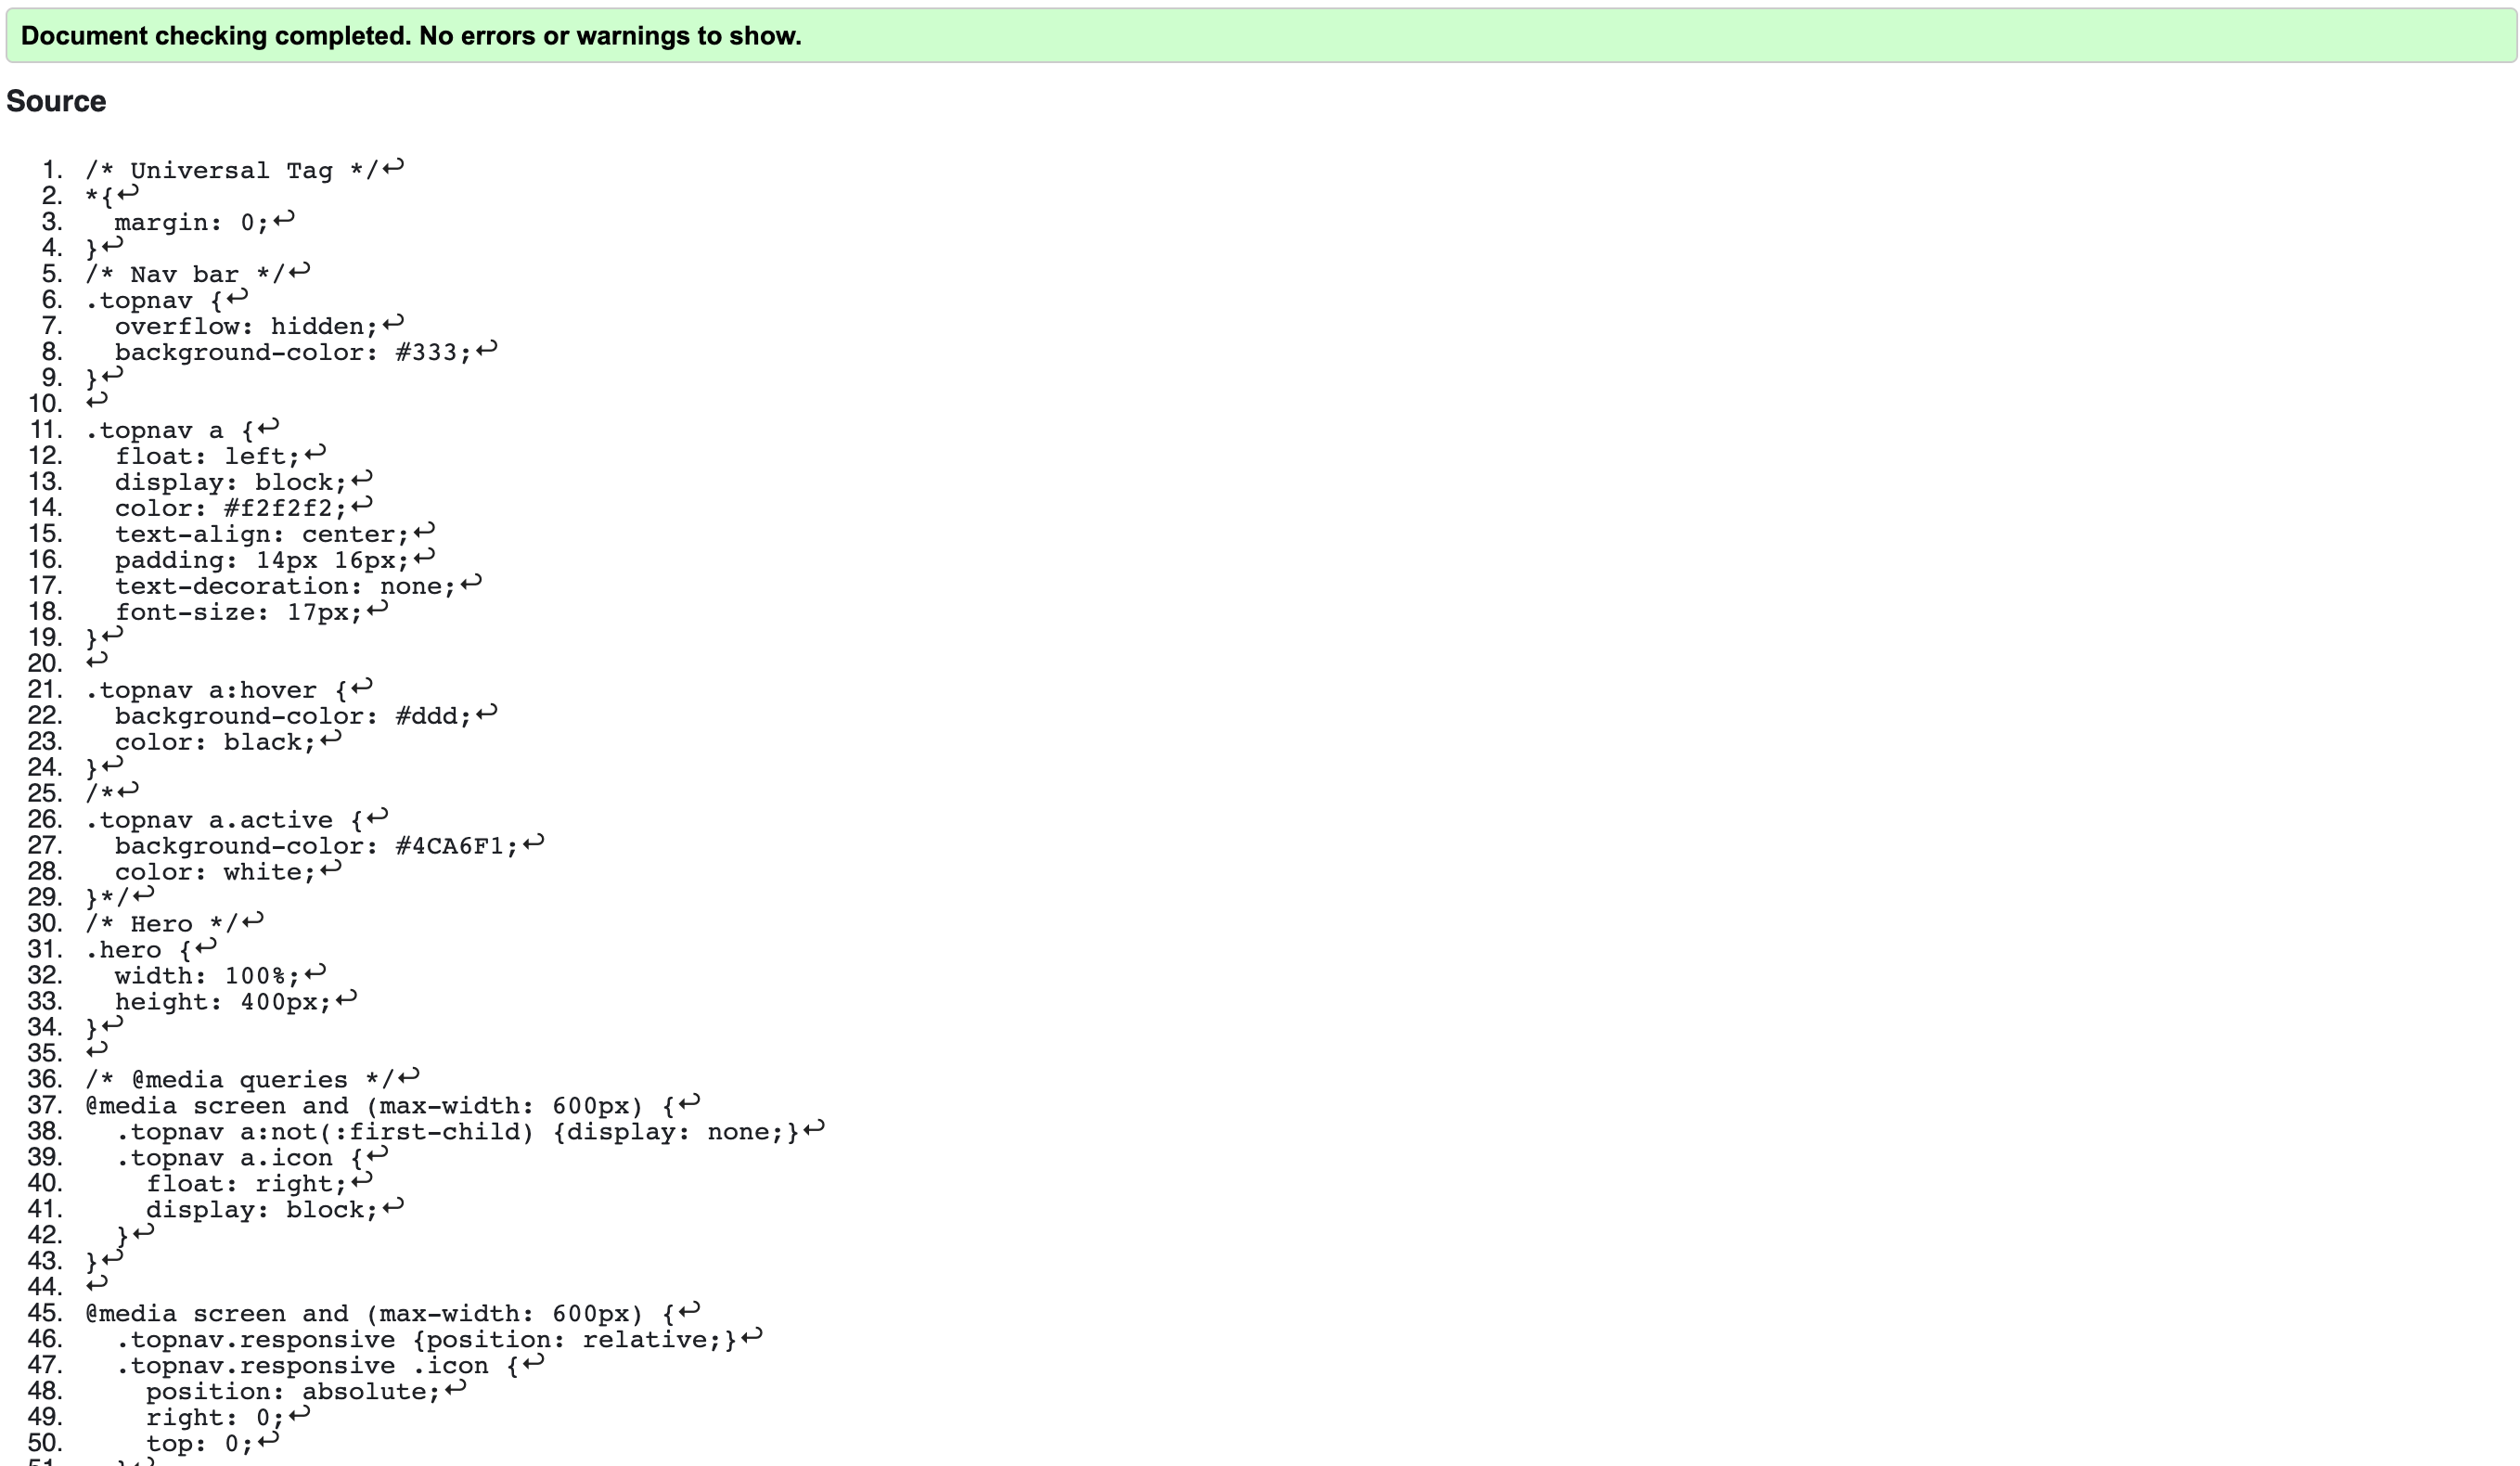 Document checking completed. No errors or warnings to show.
Source
1. /* Universal Tag */↩
2. *{↩
3.   margin: 0;↩
4. }↩
5. /* Nav bar */↩
6. .topnav {↩
7.   overflow: hidden;↩
8.   background-color: #333;↩
9. }↩
10. ↩
11. .topnav a {↩
12.   float: left;↩
13.   display: block;↩
14.   color: #f2f2f2;↩
15.   text-align: center;↩
16.   padding: 14px 16px;↩
17.   text-decoration: none;↩
18.   font-size: 17px;↩
19. }↩
20. ↩
21. .topnav a:hover {↩
22.   background-color: #ddd;↩
23.   color: black;↩
24. }↩
25. /*↩
26. .topnav a.active {↩
27.   background-color: #4CA6F1;↩
28.   color: white;↩
29. }*/↩
30. /* Hero */↩
31. .hero {↩
32.   width: 100%;↩
33.   height: 400px;↩
34. }↩
35. ↩
36. /* @media queries */↩
37. @media screen and (max-width: 600px) {↩
38.   .topnav a:not(:first-child) {display: none;}↩
39.   .topnav a.icon {↩
40.     float: right;↩
41.     display: block;↩
42.   }↩
43. }↩
44. ↩
45. @media screen and (max-width: 600px) {↩
46.   .topnav.responsive {position: relative;}↩
47.   .topnav.responsive .icon {↩
48.     position: absolute;↩
49.     right: 0;↩
50.     top: 0;↩